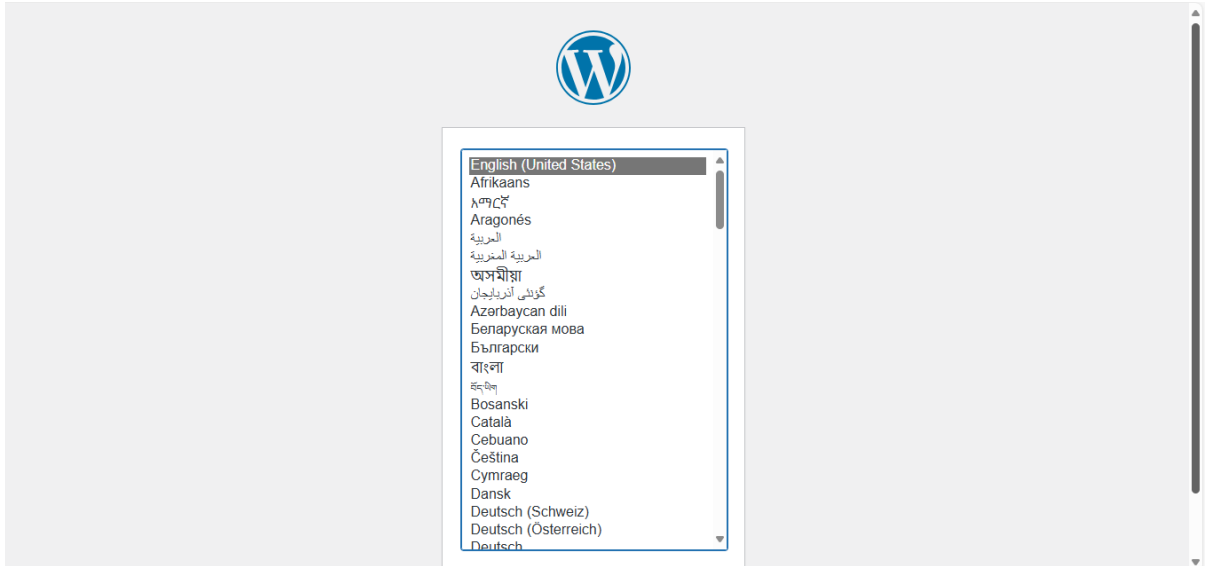 English (United States)
Afrikaans
አማርኛ
Aragonés
العربية
العربية المغربية
অসমীয়া
گؤنئی آذربایجان
Azərbaycan dili
Беларуская мова
Български
বাংলা
བོད་ཡིག
Bosanski
Català
Cebuano
Čeština
Cymraeg
Dansk
Deutsch (Schweiz)
Deutsch (Österreich)
Deutsch